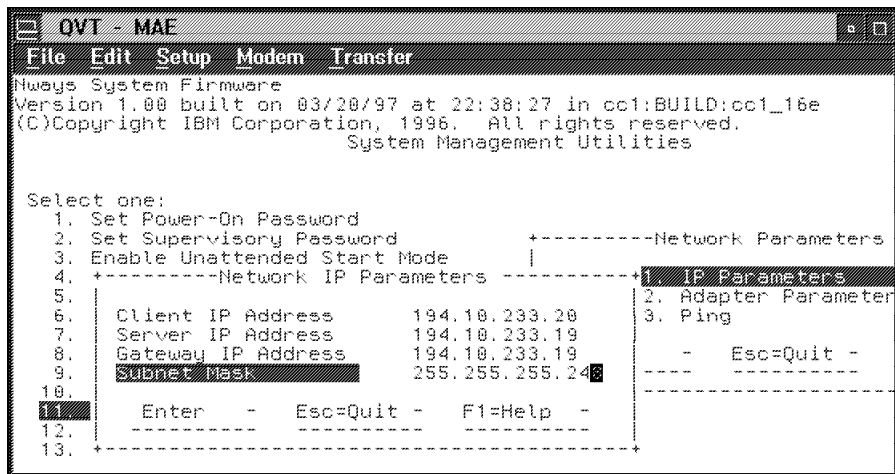 QVT - MAE
File Edit Setup Modem Transfer
Nways System Firmware
Version 1.00 built on 03/20/97 at 22:38:27 in cc1:BUILD:cc1_16e
(C)Copyright IBM Corporation, 1996. All rights reserved.
System Management Utilities
Select one:
1. Set Power-On Password
2. Set Supervisory Password +---------Network Parameters
3. Enable Unattended Start Mode |
4. +---------Network IP Parameters ----------+ 1. IP Parameters
5. | 2. Adapter Parameter
6. | Client IP Address 194.10.233.20 | 3. Ping
7. | Server IP Address 194.10.233.19
8. | Gateway IP Address 194.10.233.19 | - Esc=Quit -
9. | Subnet Mask 255.255.255.240 | ---- ----------
10. |
11. | Enter - Esc=Quit - F1=Help - |
12. | ---------- ---------- ---------- |
13. +------------------------------------------+